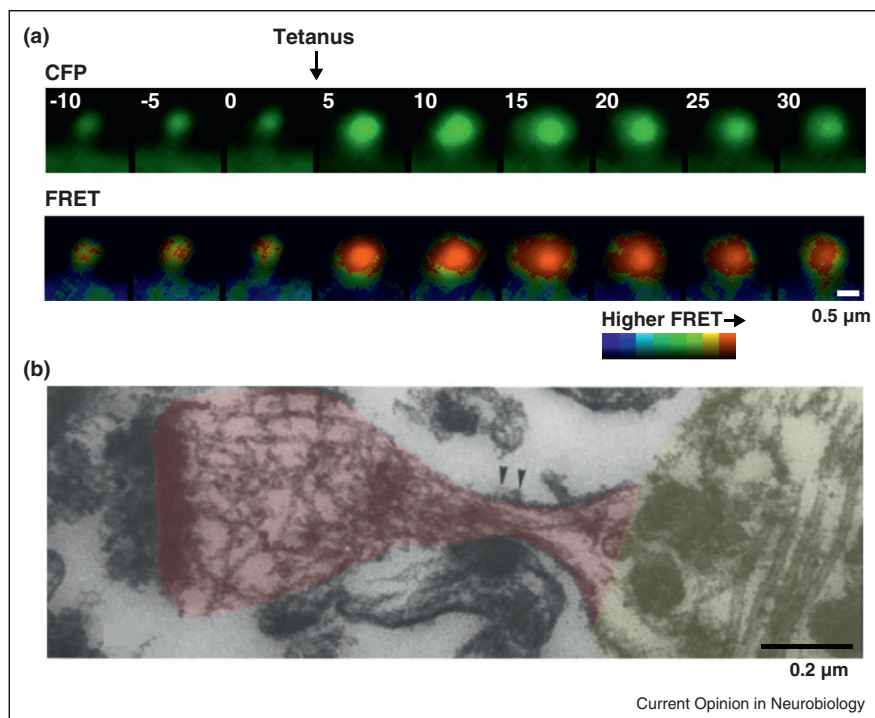 (a)
Tetanus
CFP
-10 -5 0 5 10 15 20 25 30
FRET
Higher FRET→
0.5 µm
(b)
0.2 µm
Current Opinion in Neurobiology